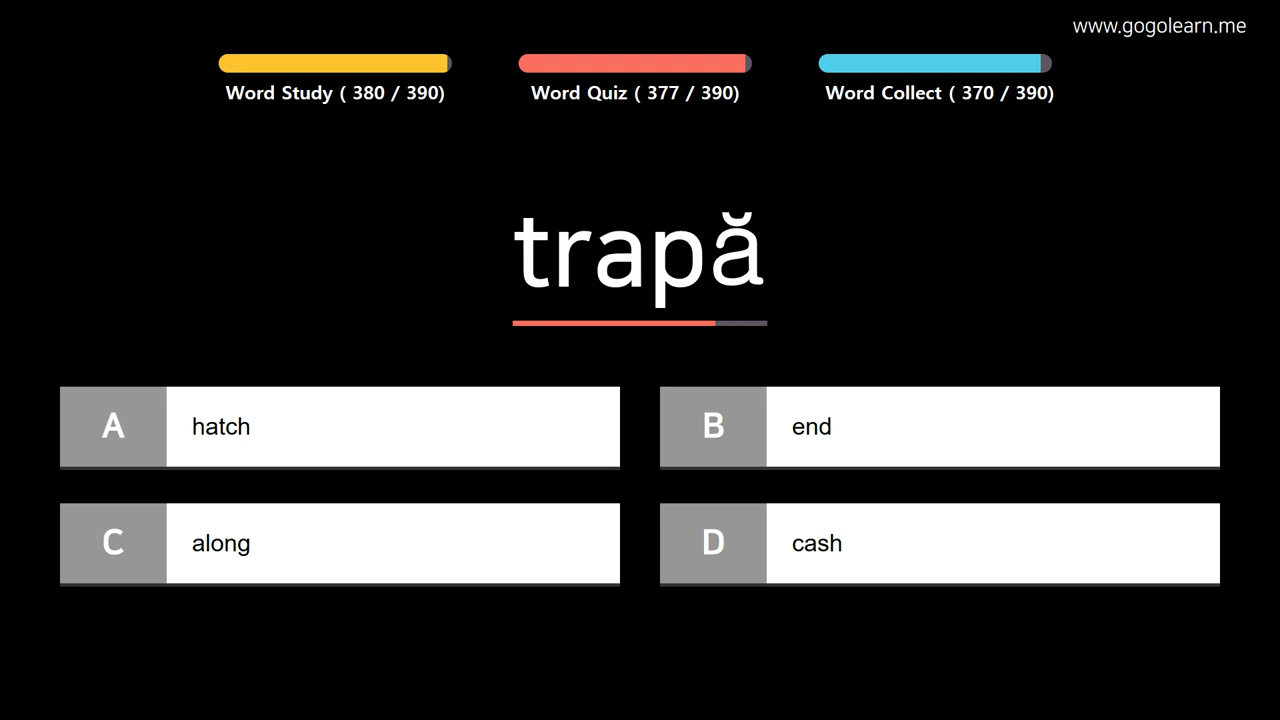 www.gogolearn.me
Word Study ( 380 / 390)
Word Quiz ( 377 / 390)
Word Collect ( 370 / 390)
trapă
A hatch
B end
C along
D cash